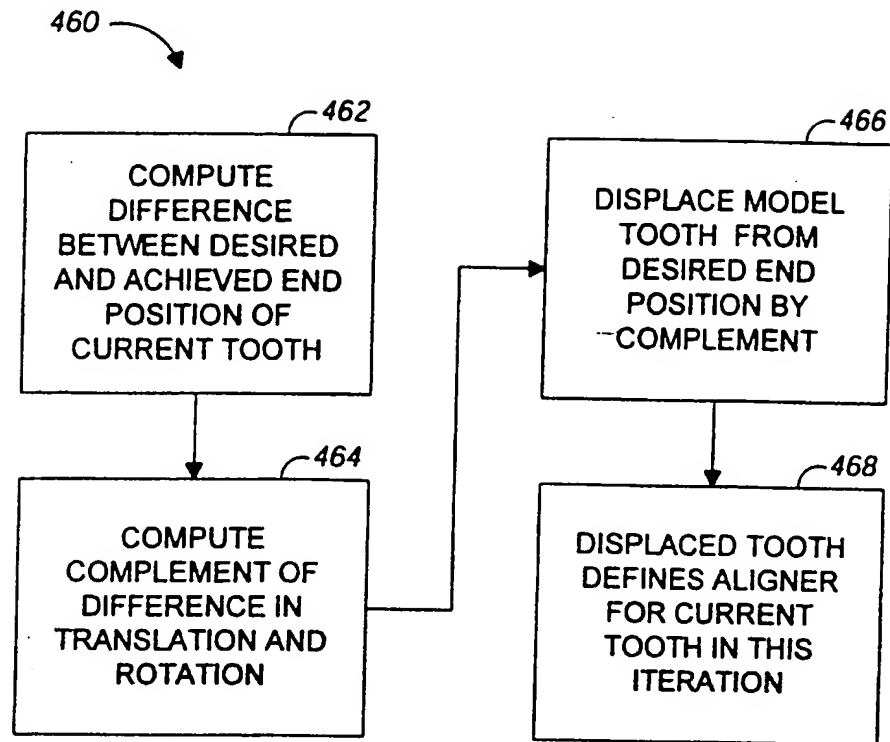 460
462
COMPUTE
DIFFERENCE
BETWEEN DESIRED
AND ACHIEVED END
POSITION OF
CURRENT TOOTH
464
COMPUTE
COMPLEMENT OF
DIFFERENCE IN
TRANSLATION AND
ROTATION
466
DISPLACE MODEL
TOOTH FROM
DESIRED END
POSITION BY
COMPLEMENT
468
DISPLACED TOOTH
DEFINES ALIGNER
FOR CURRENT
TOOTH IN THIS
ITERATION